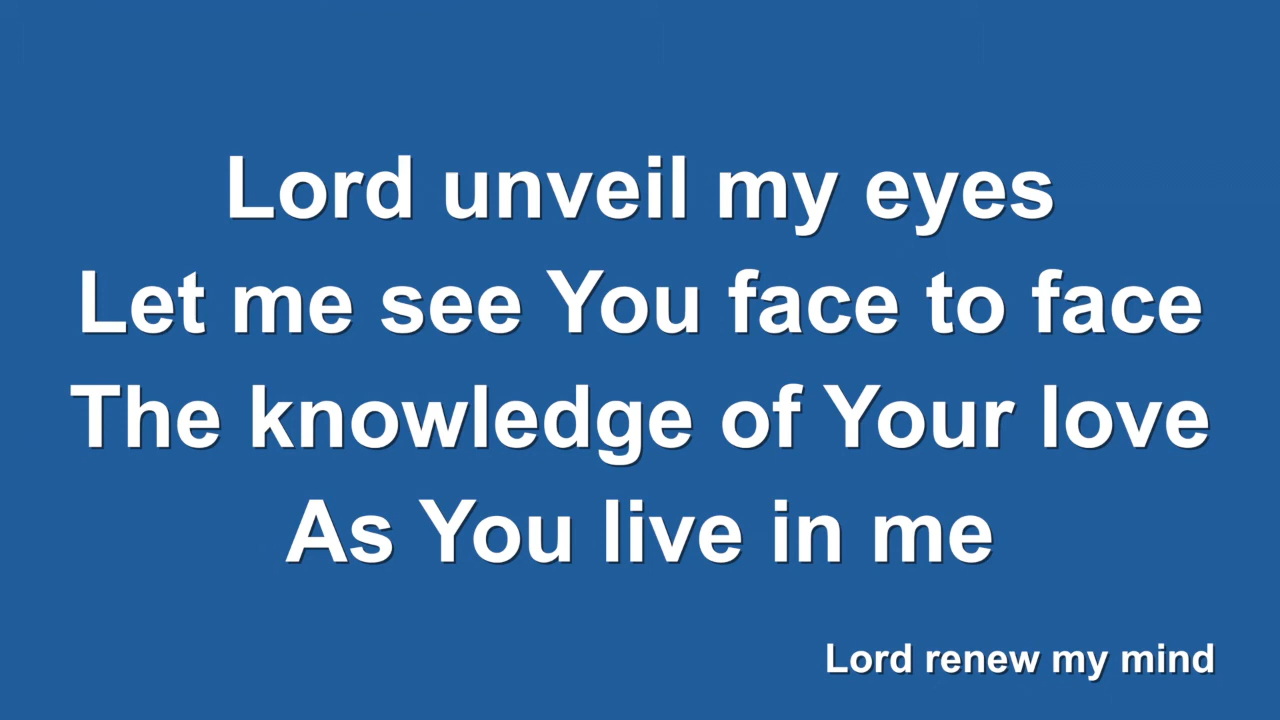 Lord unveil my eyes
Let me see You face to face
The knowledge of Your love
As You live in me
Lord renew my mind